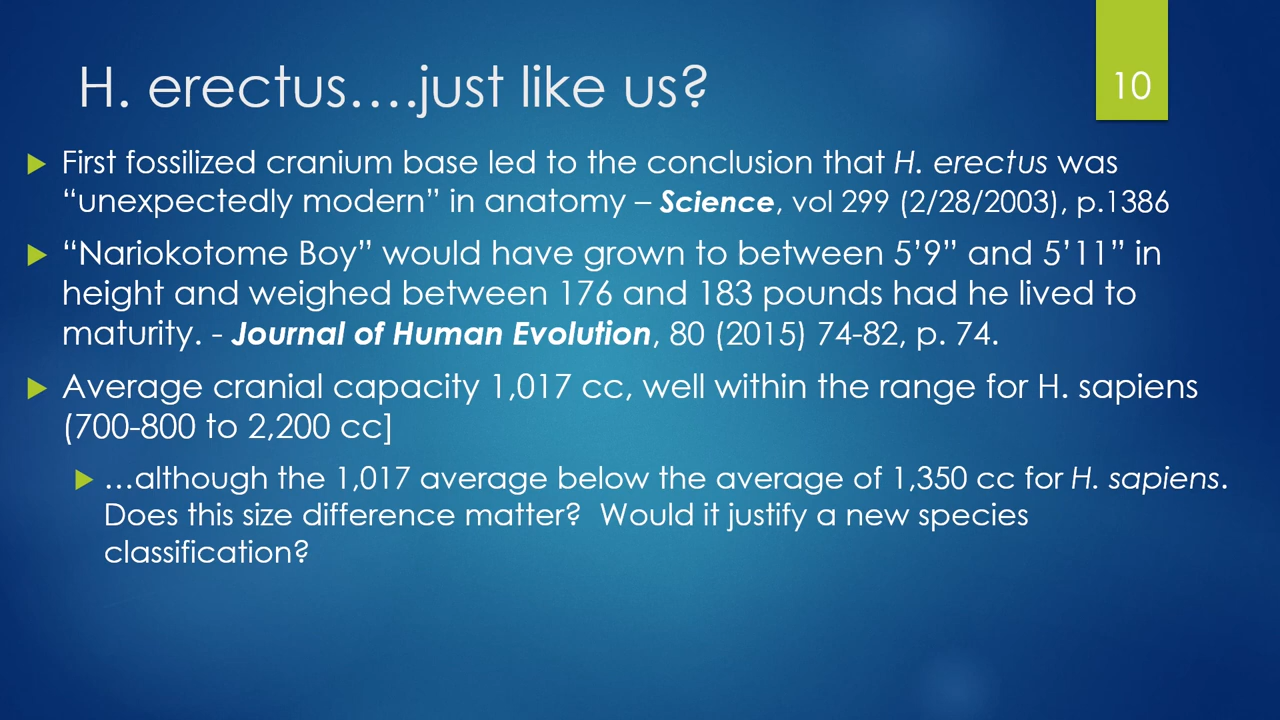 H. erectus….just like us?
10
First fossilized cranium base led to the conclusion that H. erectus was
“unexpectedly modern” in anatomy – Science, vol 299 (2/28/2003), p.1386
“Nariokotome Boy” would have grown to between 5’9” and 5’11” in
height and weighed between 176 and 183 pounds had he lived to
maturity. - Journal of Human Evolution, 80 (2015) 74-82, p. 74.
Average cranial capacity 1,017 cc, well within the range for H. sapiens
(700-800 to 2,200 cc]
…although the 1,017 average below the average of 1,350 cc for H. sapiens.
Does this size difference matter?  Would it justify a new species
classification?